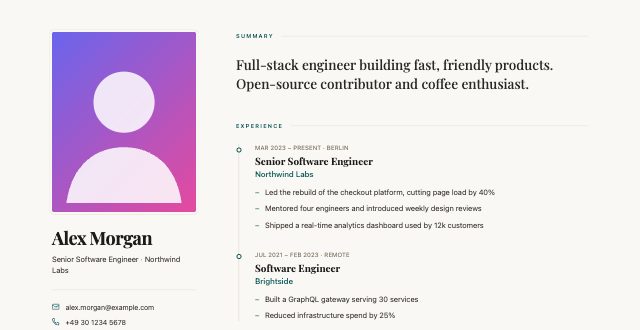 Alex Morgan
Senior Software Engineer · Northwind
Labs
alex.morgan@example.com
+49 30 1234 5678
SUMMARY
Full-stack engineer building fast, friendly products.
Open-source contributor and coffee enthusiast.
EXPERIENCE
MAR 2023 – PRESENT · BERLIN
Senior Software Engineer
Northwind Labs
– Led the rebuild of the checkout platform, cutting page load by 40%
– Mentored four engineers and introduced weekly design reviews
– Shipped a real-time analytics dashboard used by 12k customers
JUL 2021 – FEB 2023 · REMOTE
Software Engineer
Brightside
– Built a GraphQL gateway serving 30 services
– Reduced infrastructure spend by 25%